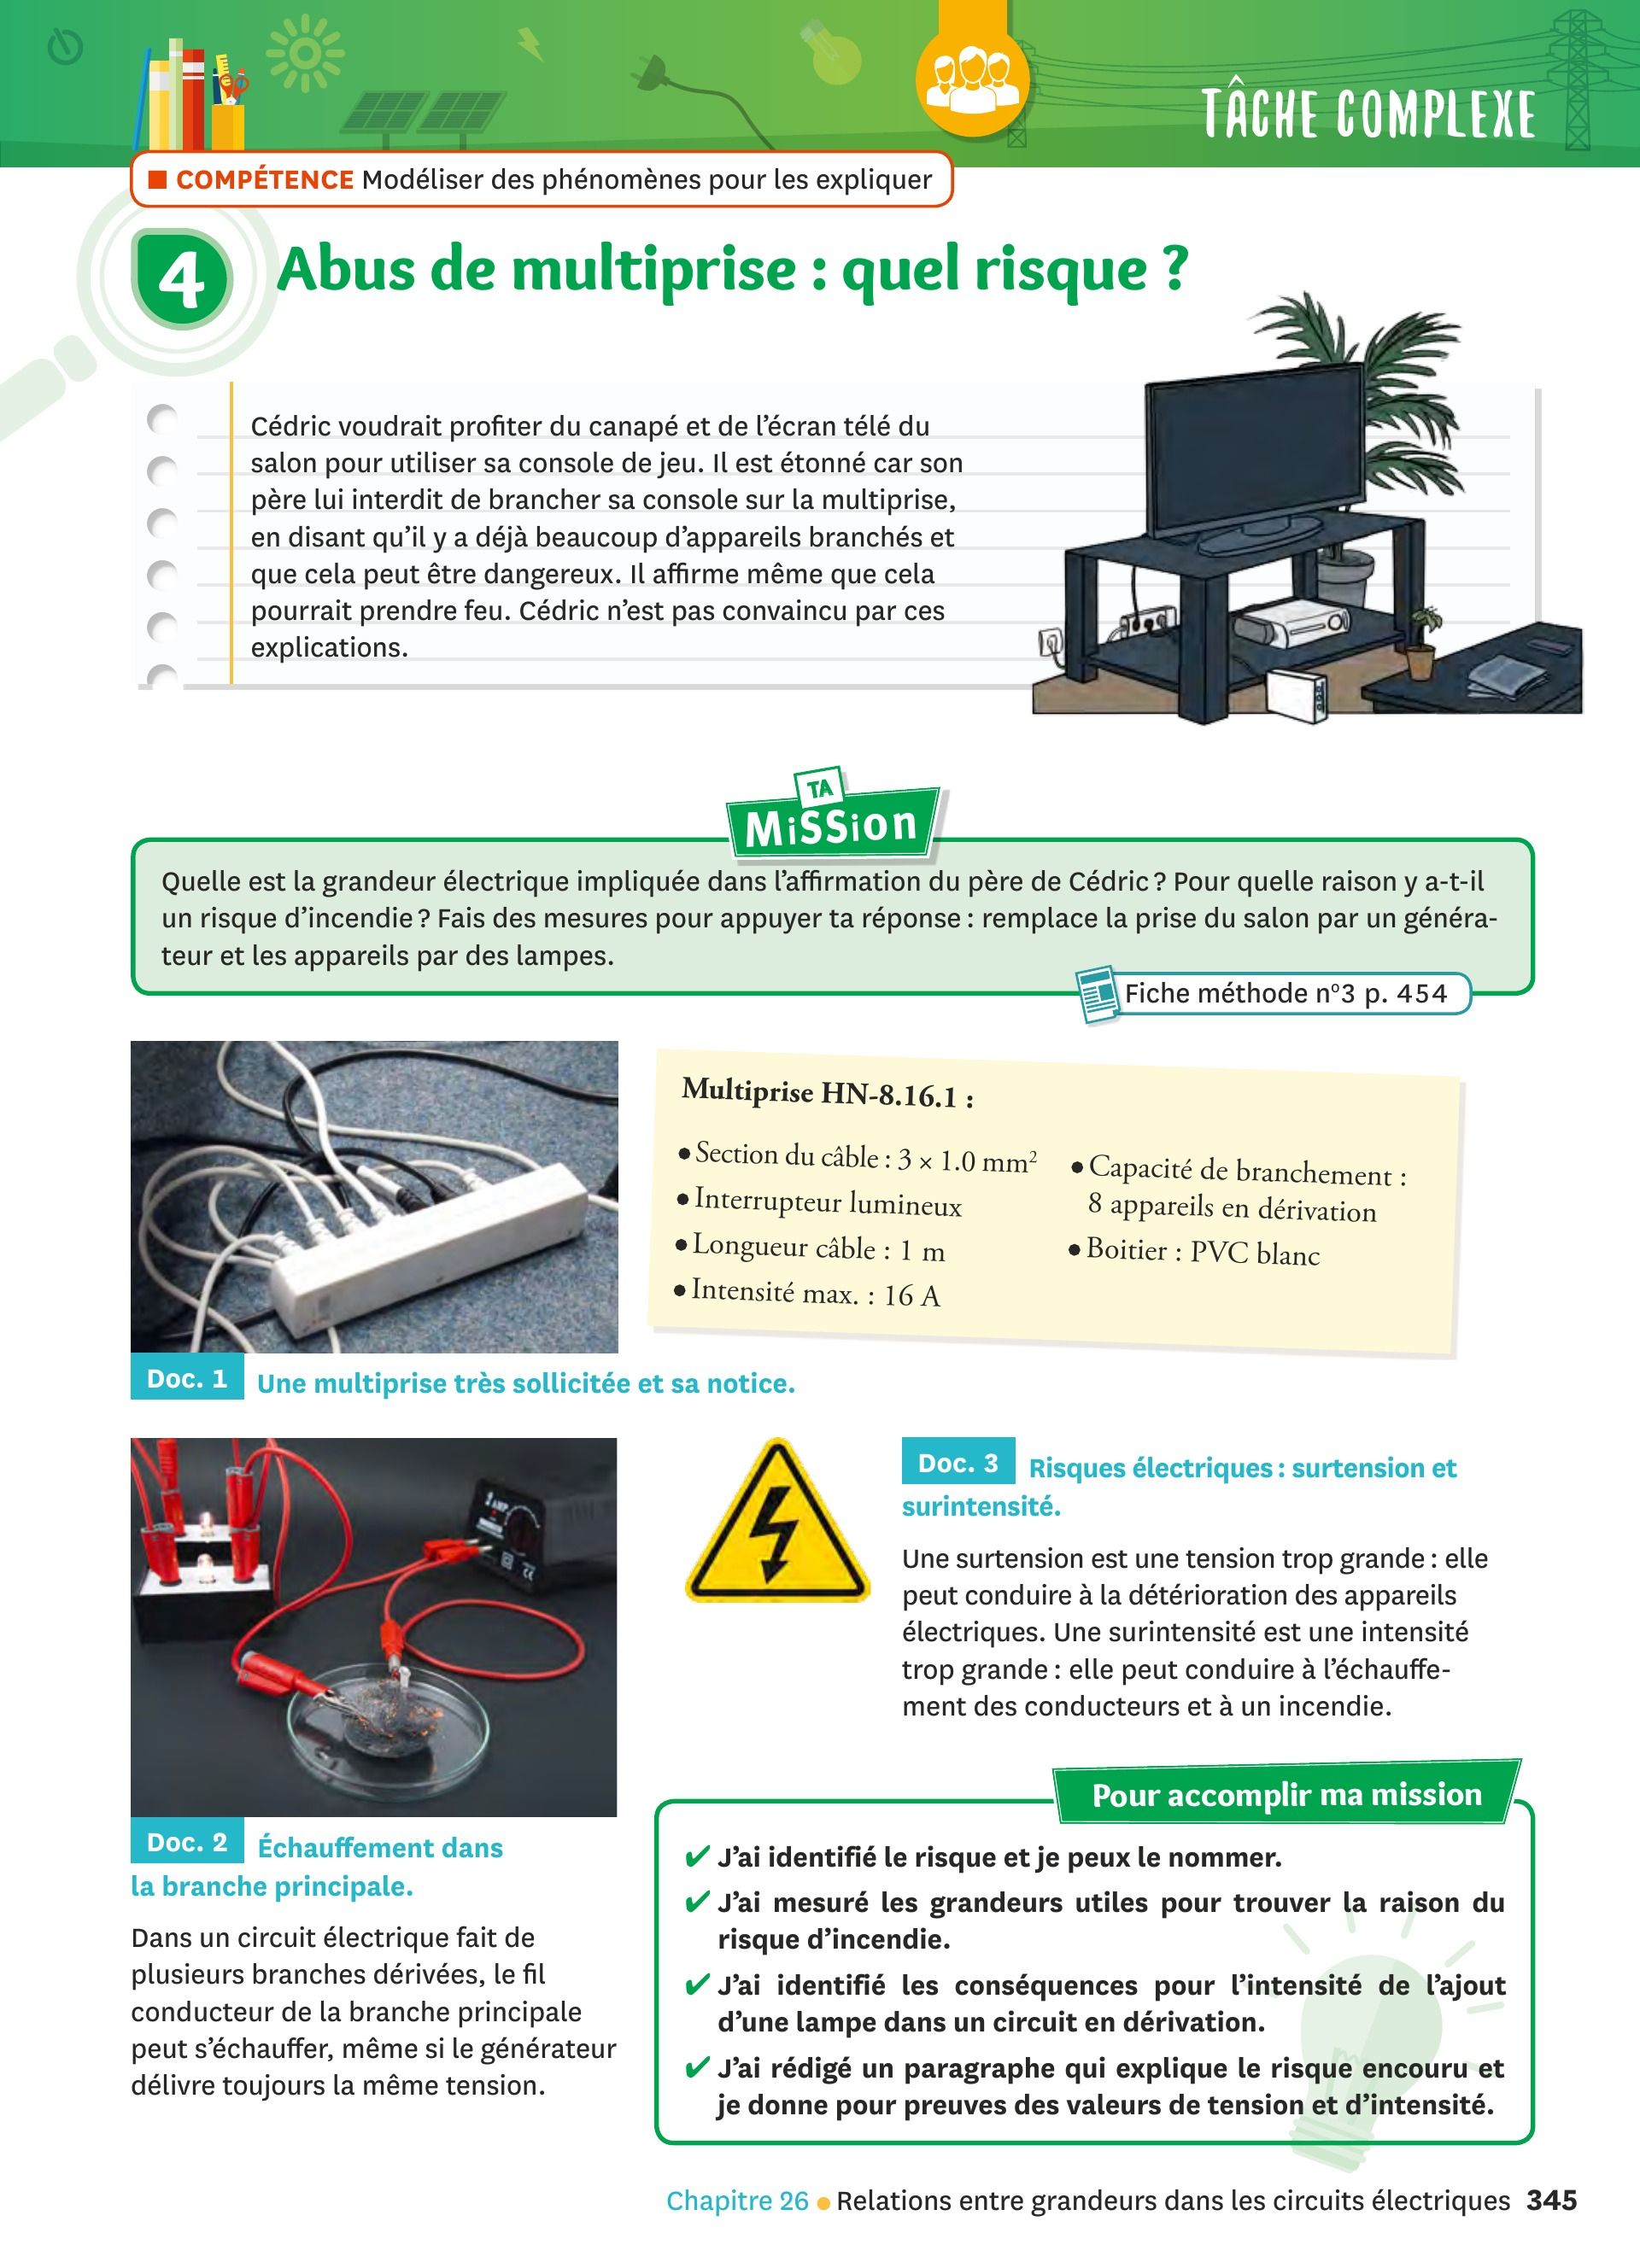 TÂCHE COMPLEXE
■ COMPÉTENCE Modéliser des phénomènes pour les expliquer
4 Abus de multiprise : quel risque ?
Cédric voudrait profiter du canapé et de l'écran télé du
salon pour utiliser sa console de jeu. Il est étonné car son
père lui interdit de brancher sa console sur la multiprise,
en disant qu'il y a déjà beaucoup d'appareils branchés et
que cela peut être dangereux. Il affirme même que cela
pourrait prendre feu. Cédric n'est pas convaincu par ces
explications.
TA
MiSSion
Quelle est la grandeur électrique impliquée dans l'affirmation du père de Cédric ? Pour quelle raison y a-t-il
un risque d'incendie ? Fais des mesures pour appuyer ta réponse : remplace la prise du salon par un généra-
teur et les appareils par des lampes.
Fiche méthode nº3 p. 454
Multiprise HN-8.16.1 :
• Section du câble : 3 × 1.0 mm²
• Interrupteur lumineux
• Longueur câble : 1 m
• Intensité max. : 16 A
• Capacité de branchement :
8 appareils en dérivation
• Boitier : PVC blanc
Doc. 1 Une multiprise très sollicitée et sa notice.
Doc. 2 Échauffement dans
la branche principale.
Dans un circuit électrique fait de
plusieurs branches dérivées, le fil
conducteur de la branche principale
peut s'échauffer, même si le générateur
délivre toujours la même tension.
Doc. 3 Risques électriques : surtension et
surintensité.
Une surtension est une tension trop grande : elle
peut conduire à la détérioration des appareils
électriques. Une surintensité est une intensité
trop grande : elle peut conduire à l'échauffe-
ment des conducteurs et à un incendie.
Pour accomplir ma mission
✔ J'ai identifié le risque et je peux le nommer.
✔ J'ai mesuré les grandeurs utiles pour trouver la raison du
risque d'incendie.
✔ J'ai identifié les conséquences pour l'intensité de l'ajout
d'une lampe dans un circuit en dérivation.
✔ J'ai rédigé un paragraphe qui explique le risque encouru et
je donne pour preuves des valeurs de tension et d'intensité.
Chapitre 26 • Relations entre grandeurs dans les circuits électriques 345